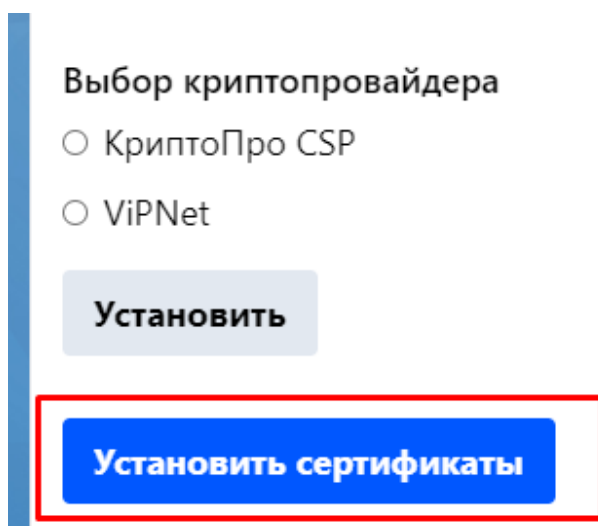 Выбор криптопровайдера
КриптоПро CSP
ViPNet
Установить
Установить сертификаты